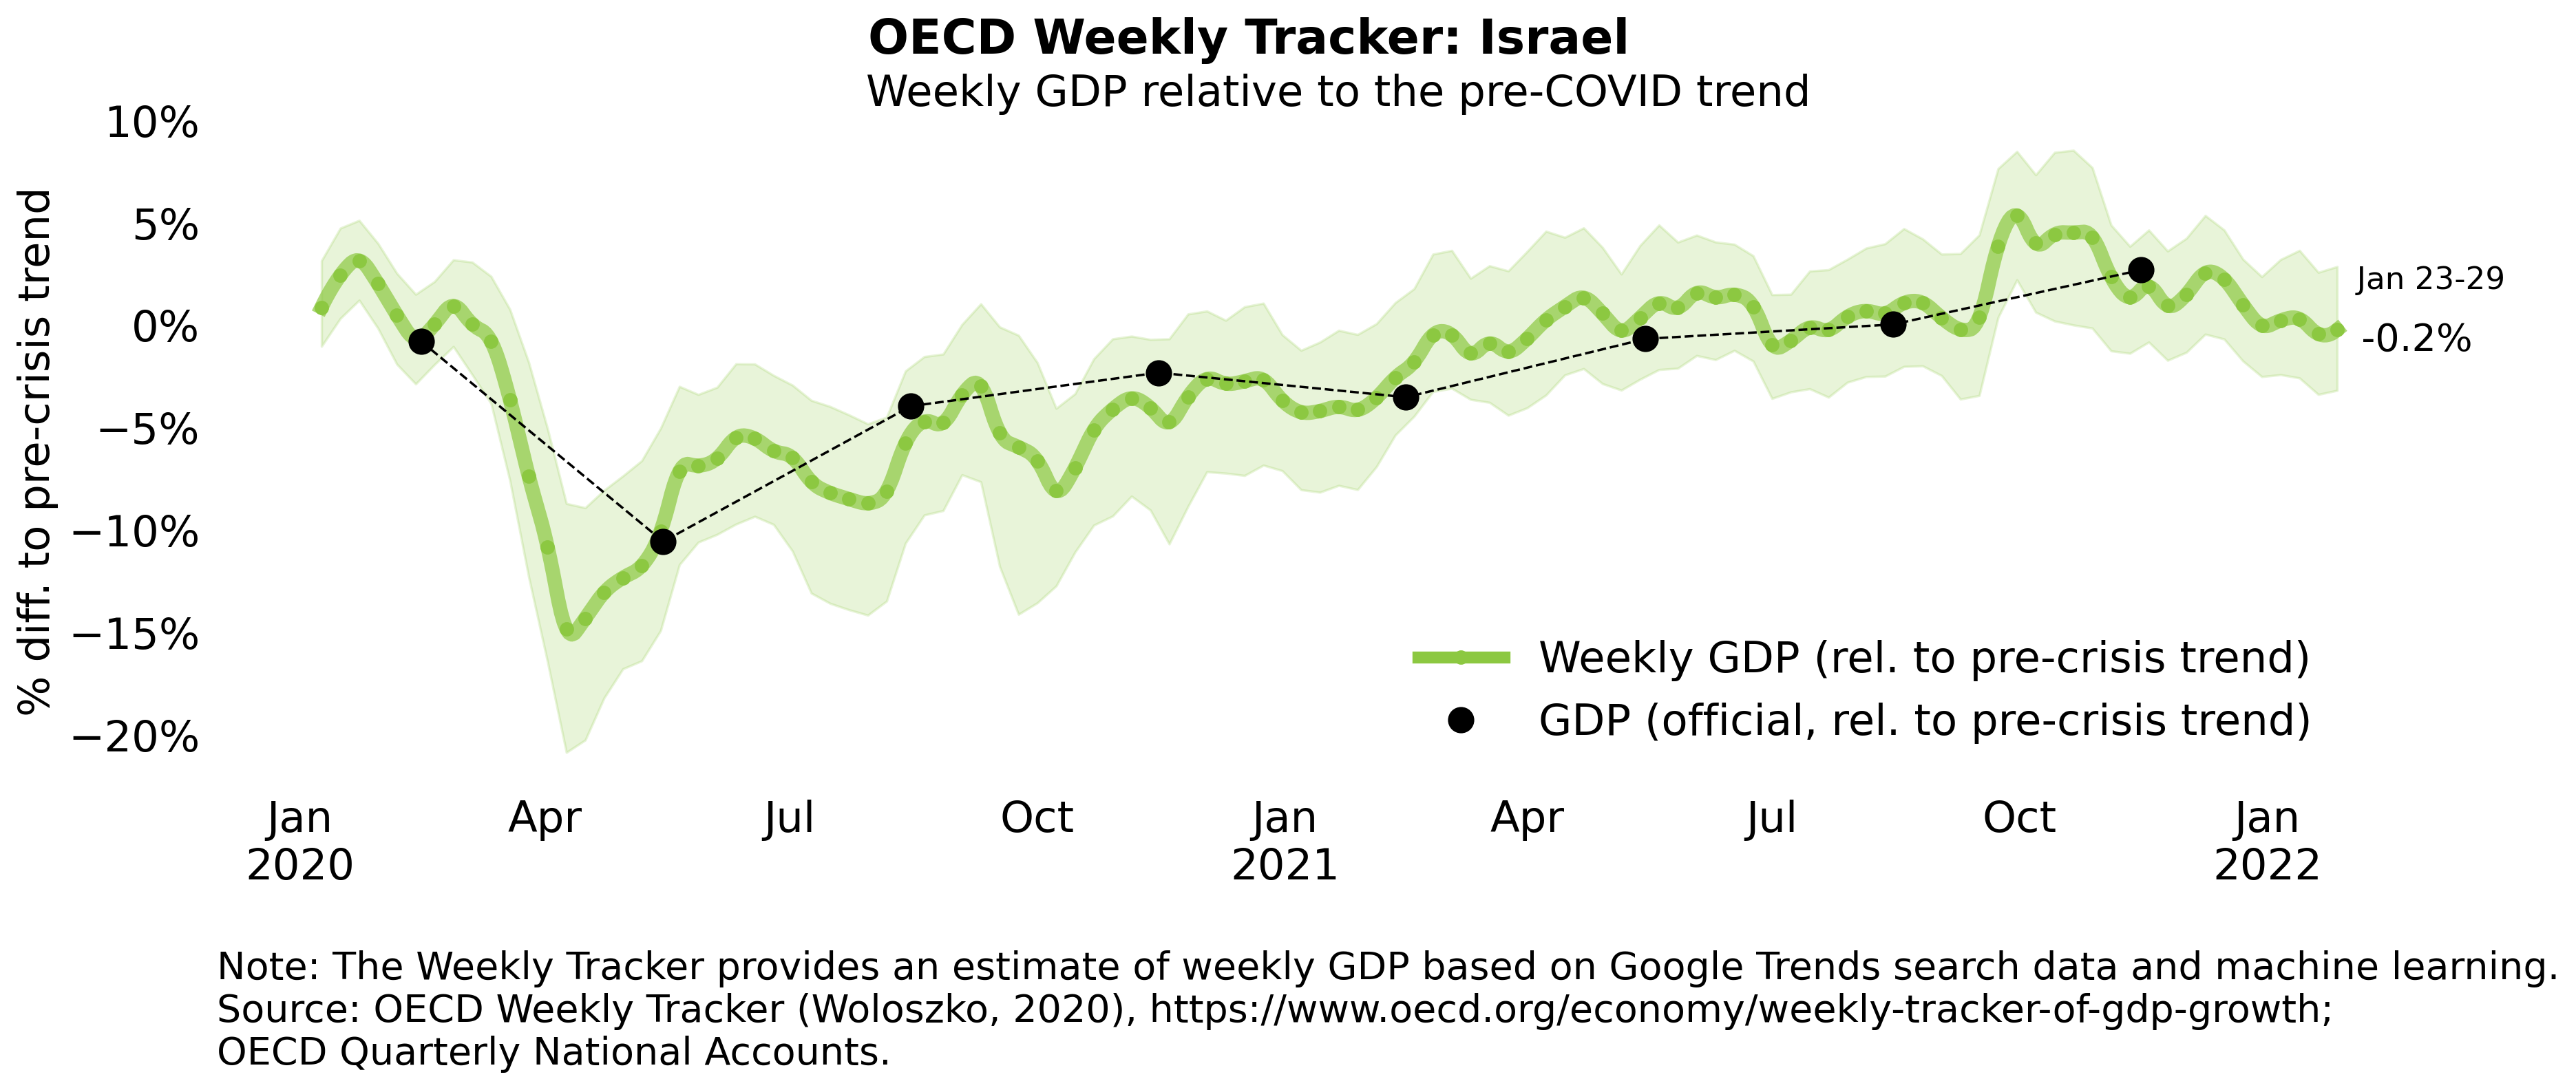 OECD Weekly Tracker: Israel
Weekly GDP relative to the pre-COVID trend
% diff. to pre-crisis trend
10%
5%
0%
−5%
−10%
−15%
−20%
Jan 23-29
-0.2%
Weekly GDP (rel. to pre-crisis trend)
GDP (official, rel. to pre-crisis trend)
Jan Apr Jul Oct Jan Apr Jul Oct Jan
2020 2021 2022
Note: The Weekly Tracker provides an estimate of weekly GDP based on Google Trends search data and machine learning.
Source: OECD Weekly Tracker (Woloszko, 2020), https://www.oecd.org/economy/weekly-tracker-of-gdp-growth;
OECD Quarterly National Accounts.